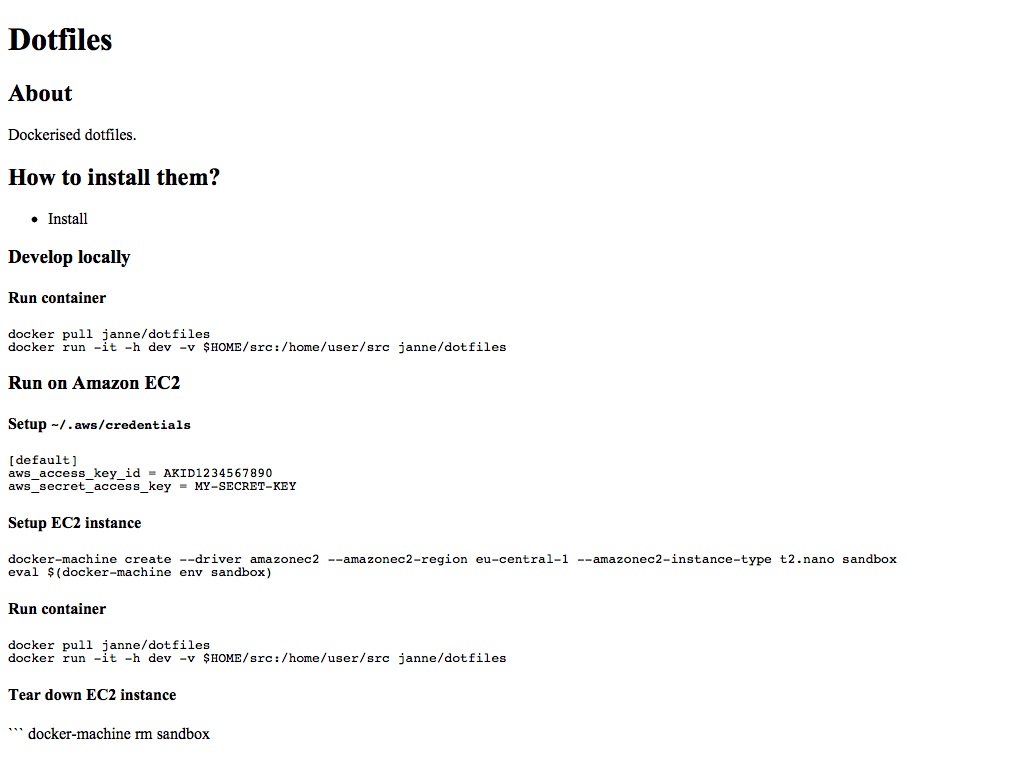 Dotfiles
About
Dockerised dotfiles.
How to install them?
• Install
Develop locally
Run container
docker pull janne/dotfiles
docker run -it -h dev -v $HOME/src:/home/user/src janne/dotfiles
Run on Amazon EC2
Setup ~/.aws/credentials
[default]
aws_access_key_id = AKID1234567890
aws_secret_access_key = MY-SECRET-KEY
Setup EC2 instance
docker-machine create --driver amazonec2 --amazonec2-region eu-central-1 --amazonec2-instance-type t2.nano sandbox
eval $(docker-machine env sandbox)
Run container
docker pull janne/dotfiles
docker run -it -h dev -v $HOME/src:/home/user/src janne/dotfiles
Tear down EC2 instance
``` docker-machine rm sandbox